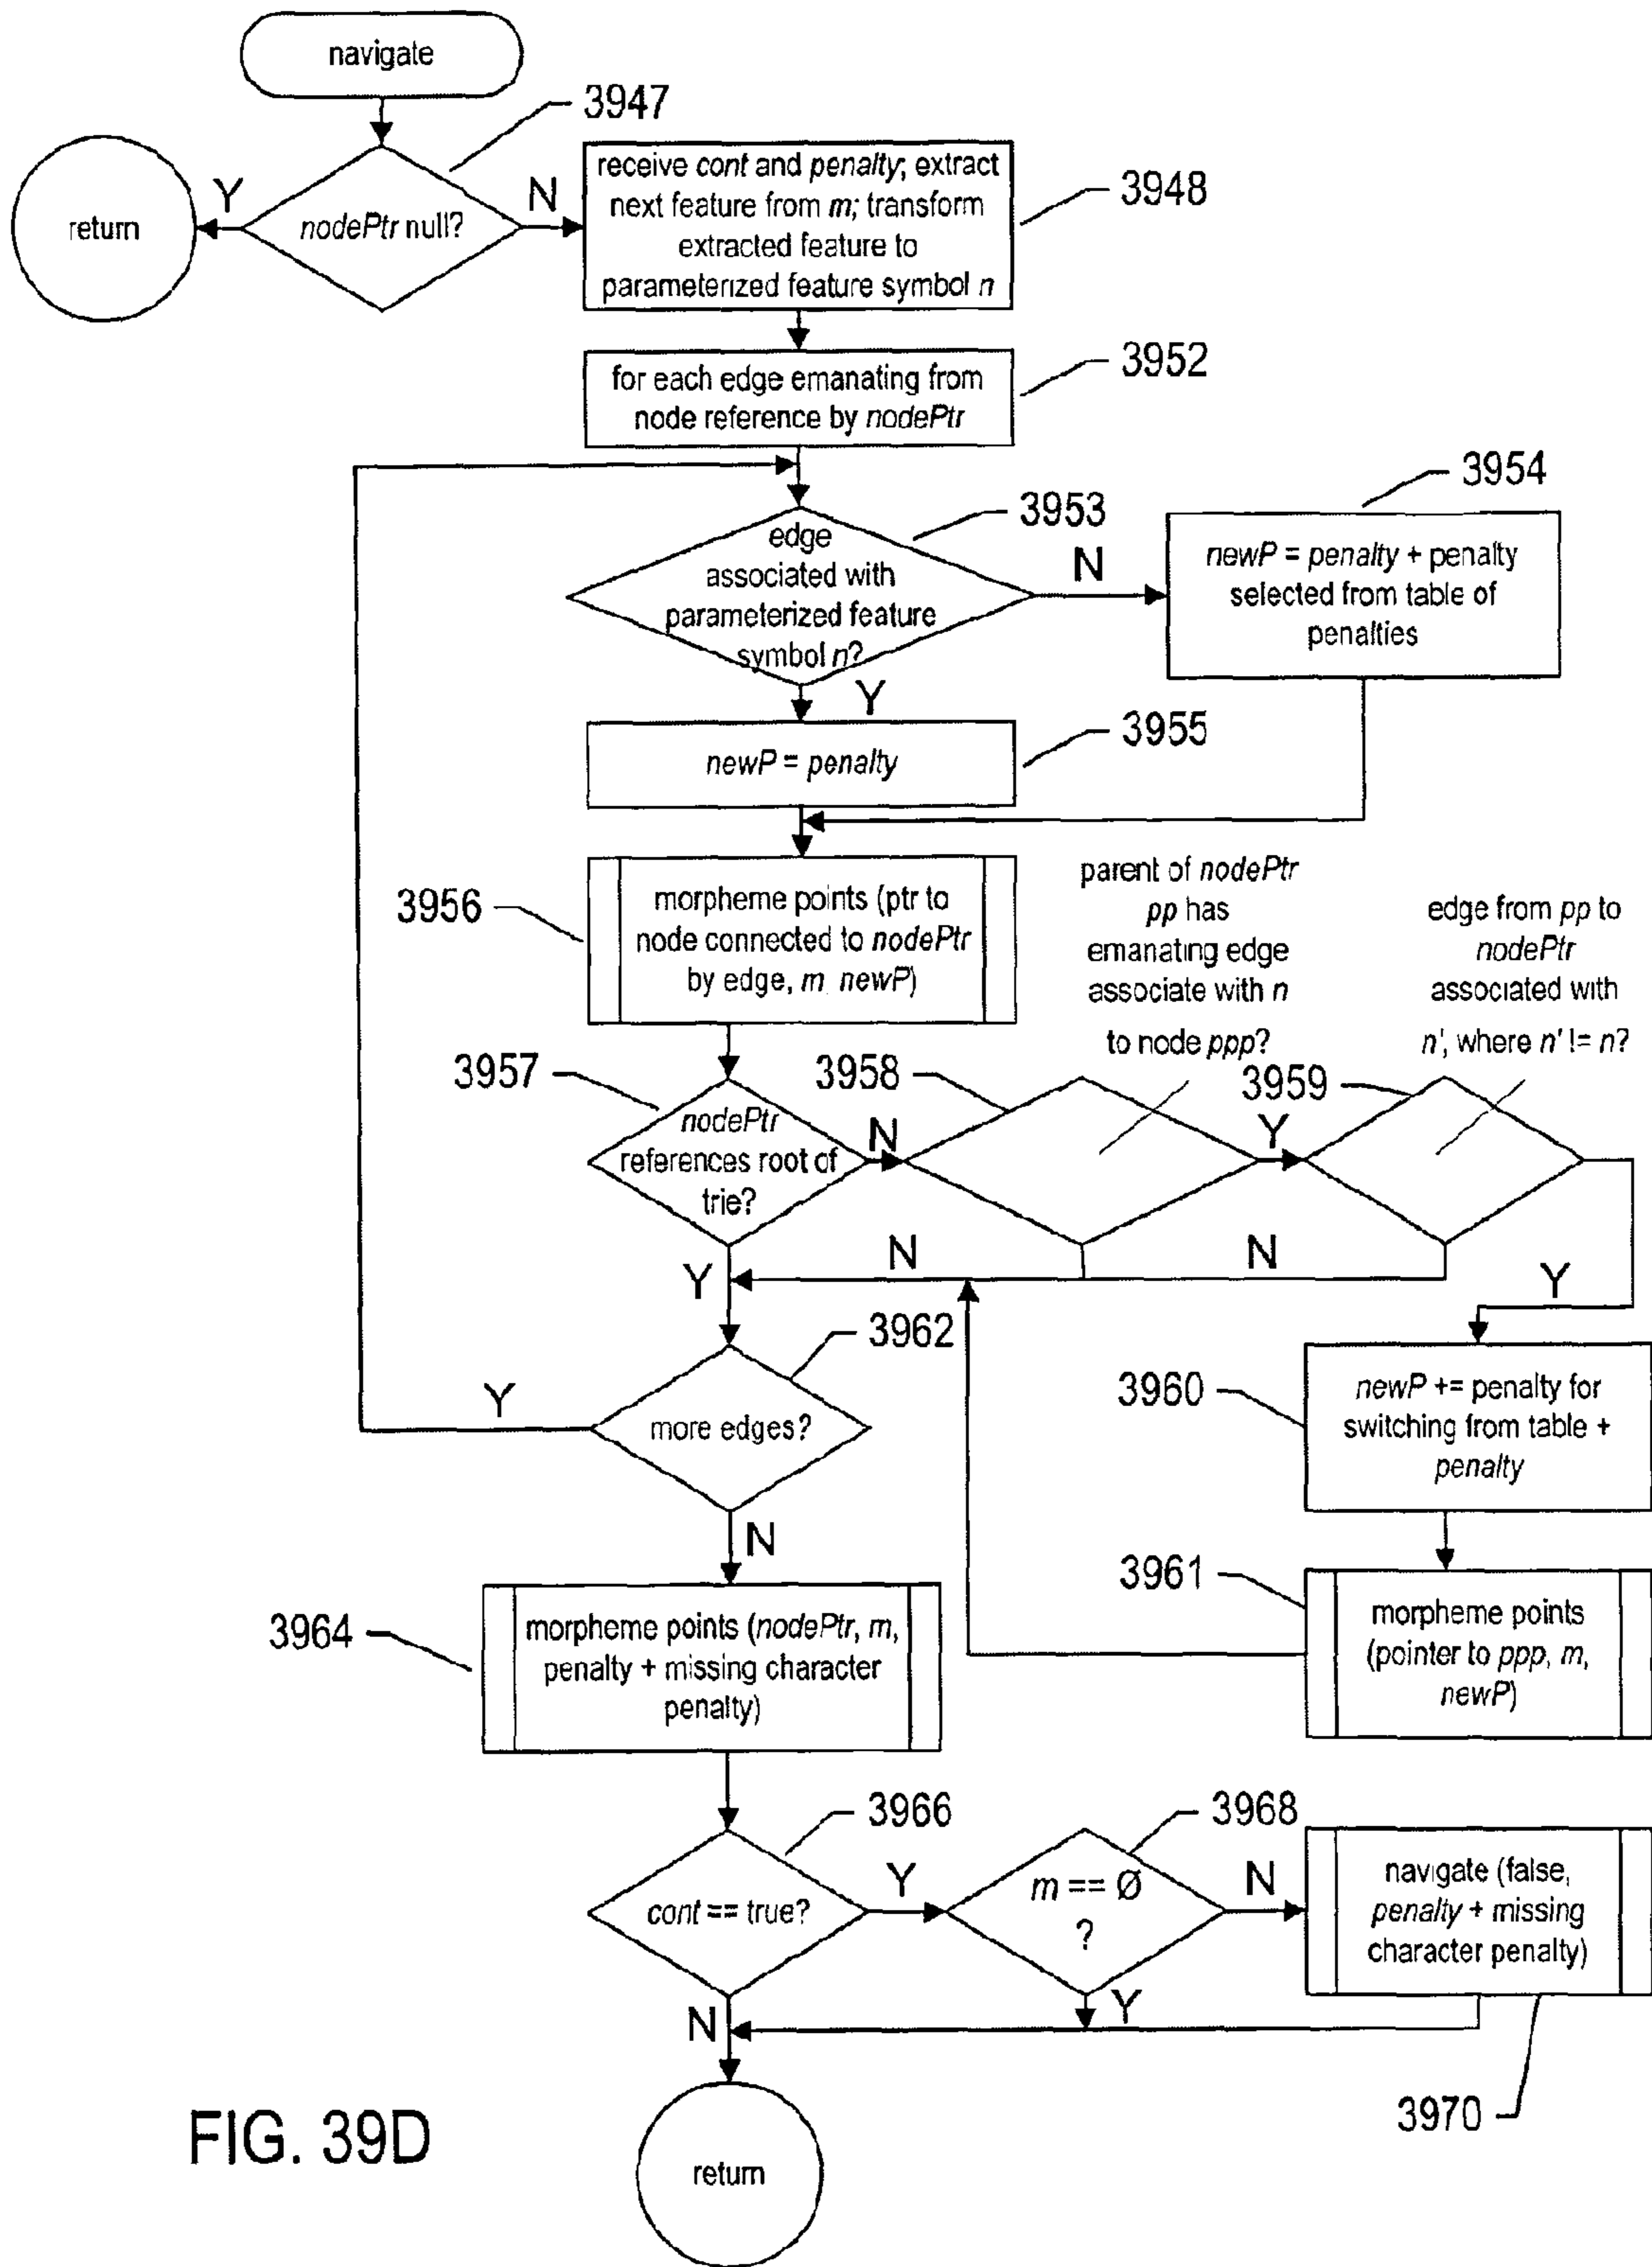 navigate
3947
return
Y
nodePtr null?
N
receive cont and penalty; extract
next feature from m; transform
extracted feature to
parameterized feature symbol n
3948
for each edge emanating from
node reference by nodePtr
3952
edge
associated with
parameterized feature
symbol n?
3953
N
3954
newP = penalty + penalty
selected from table of
penalties
Y
newP = penalty
3955
3956
morpheme points (ptr to
node connected to nodePtr
by edge, m newP)
parent of nodePtr
pp has
emanating edge
associate with n
to node ppp?
edge from pp to
nodePtr
associated with
n', where n' != n?
3957
nodePtr
references root of
trie?
N
3958
Y
3959
Y
N
N
Y
3962
more edges?
Y
N
3960
newP += penalty for
switching from table +
penalty
3961
morpheme points
(pointer to ppp, m,
newP)
3964
morpheme points (nodePtr, m,
penalty + missing character
penalty)
3966
cont == true?
Y
3968
m == Ø
?
N
navigate (false,
penalty + missing
character penalty)
N
Y
3970
return
FIG. 39D